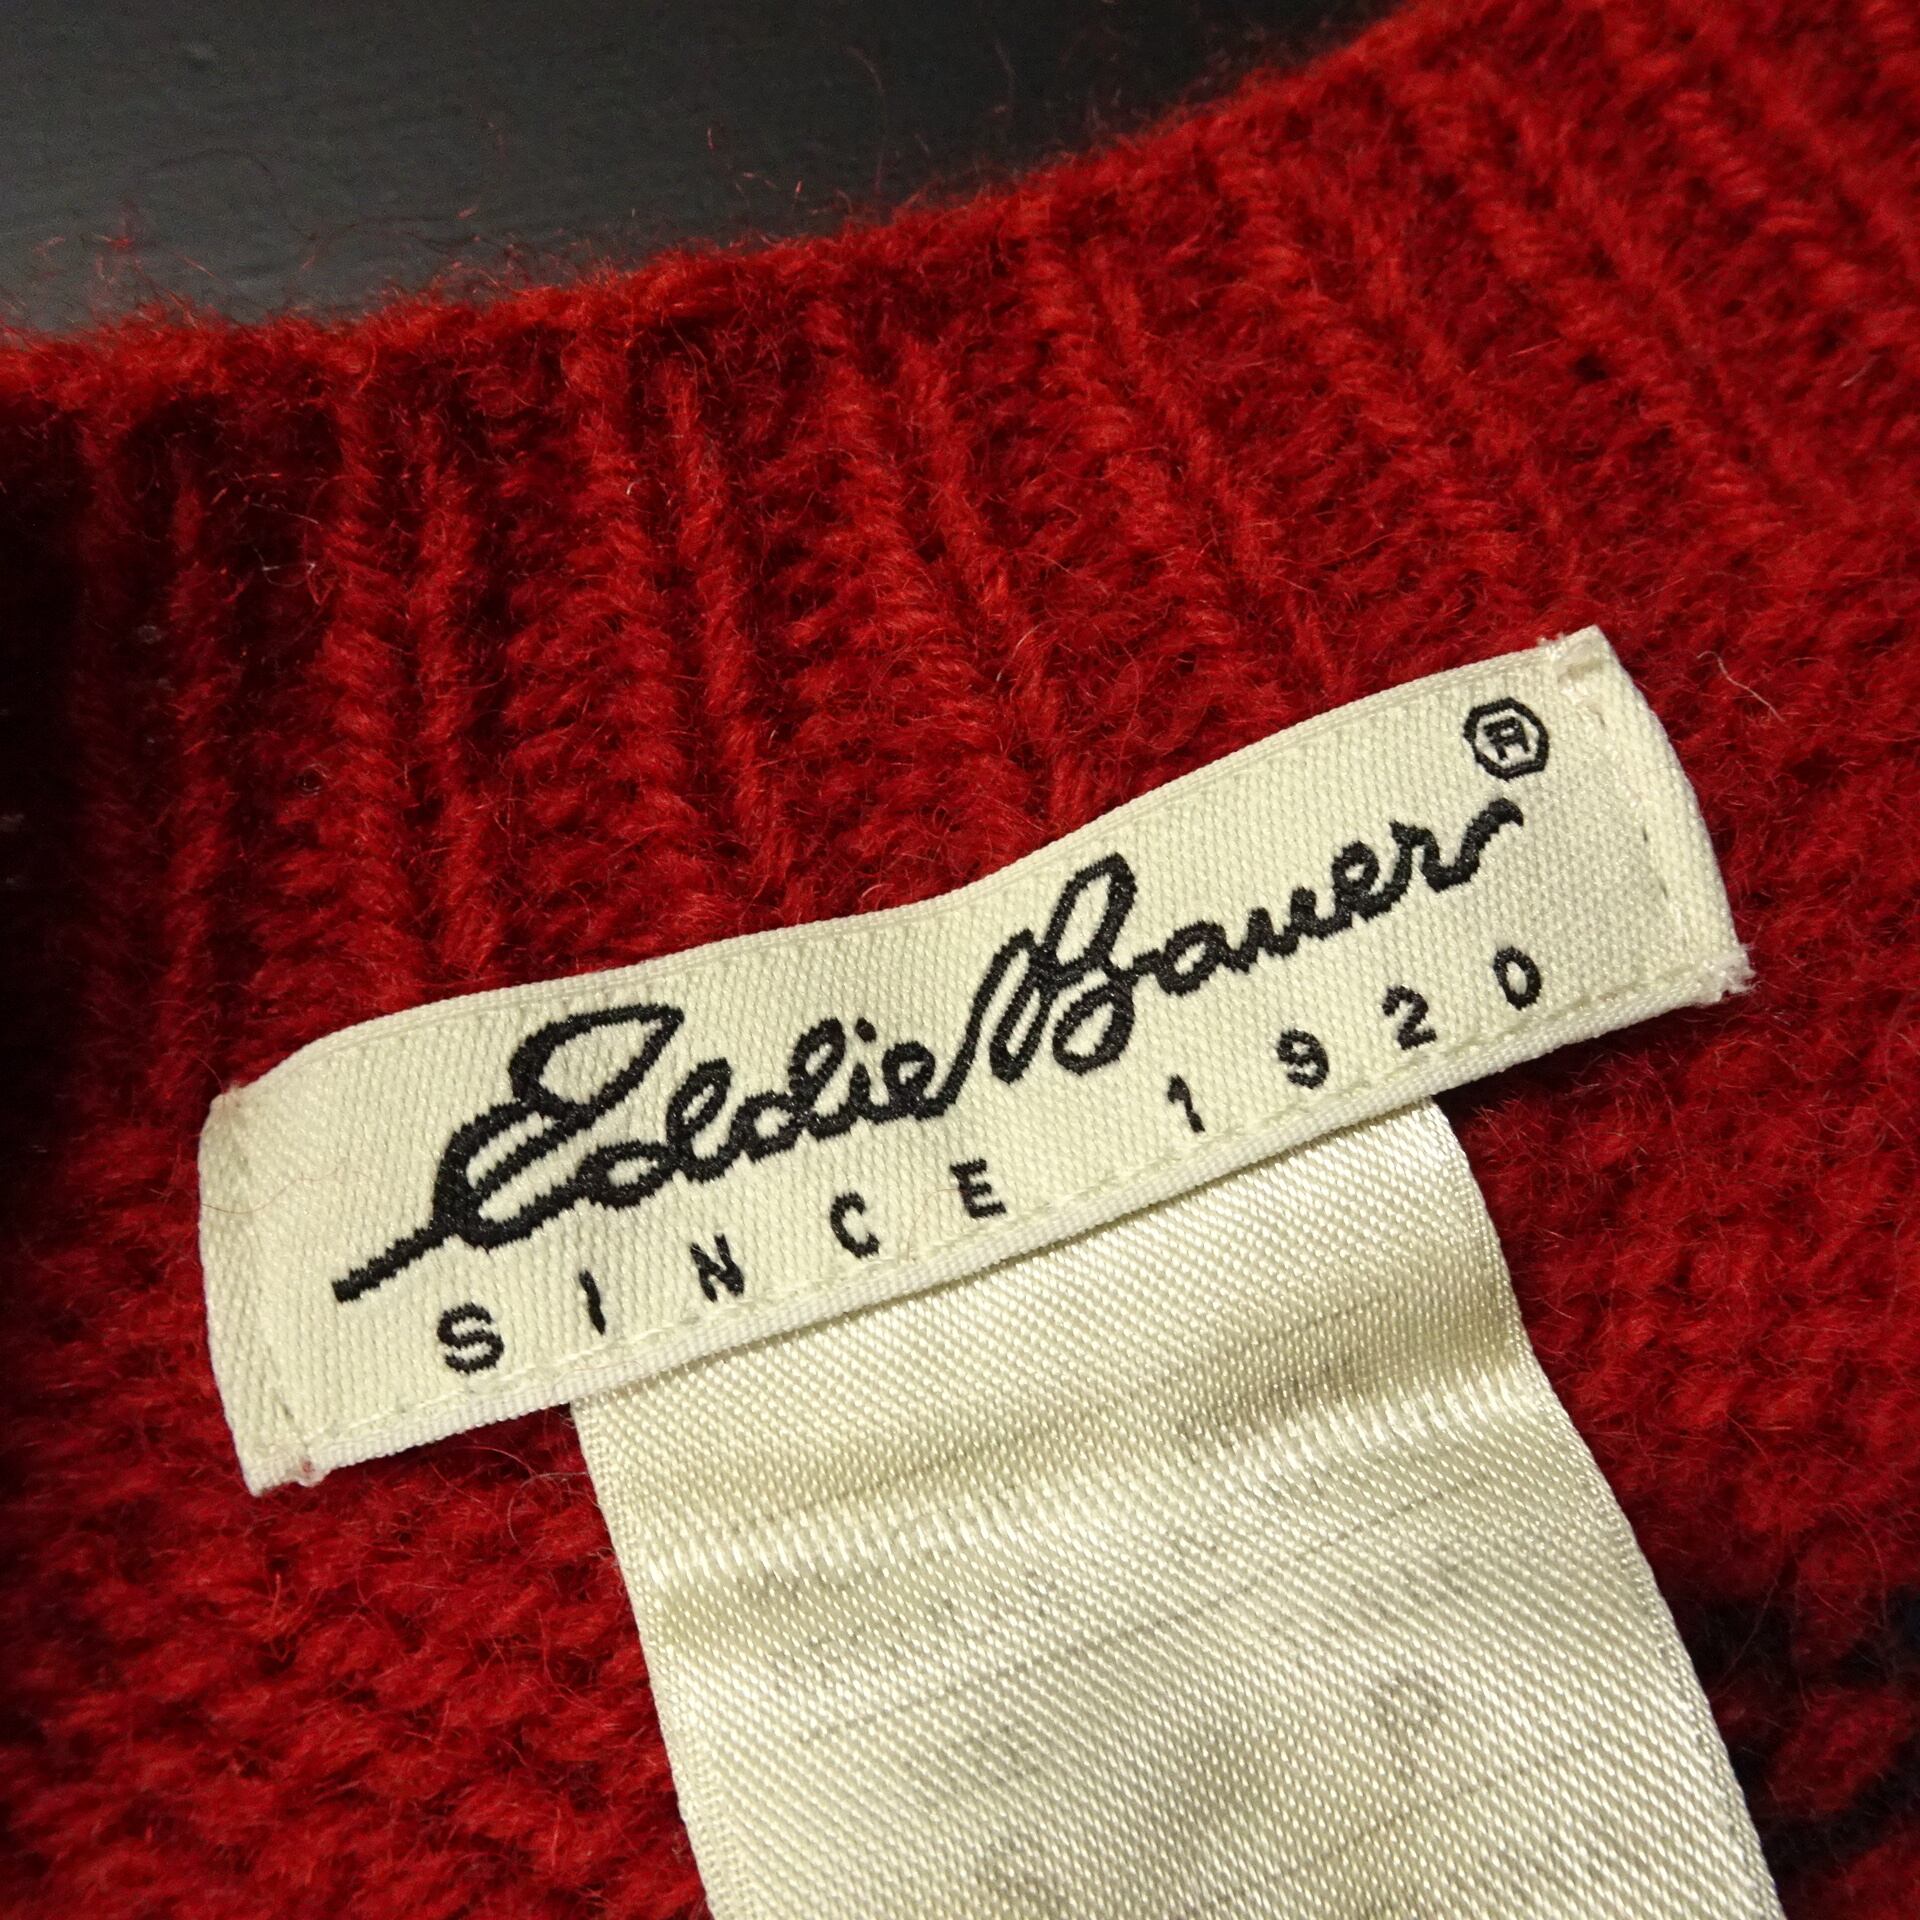 Eddie Bauer ®
SINCE 1920